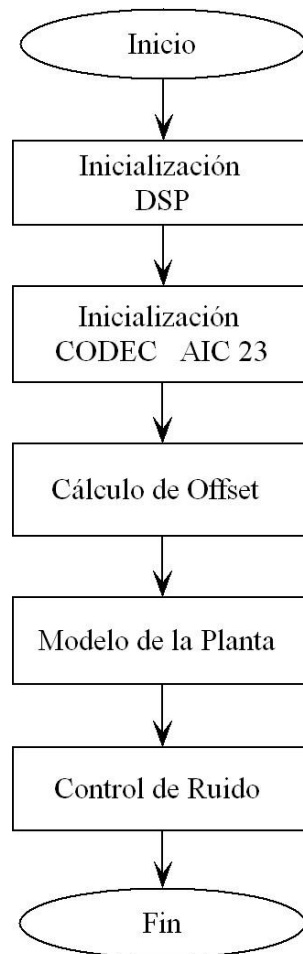 Inicio
Inicialización
DSP
Inicialización
CODEC AIC 23
Cálculo de Offset
Modelo de la Planta
Control de Ruido
Fin